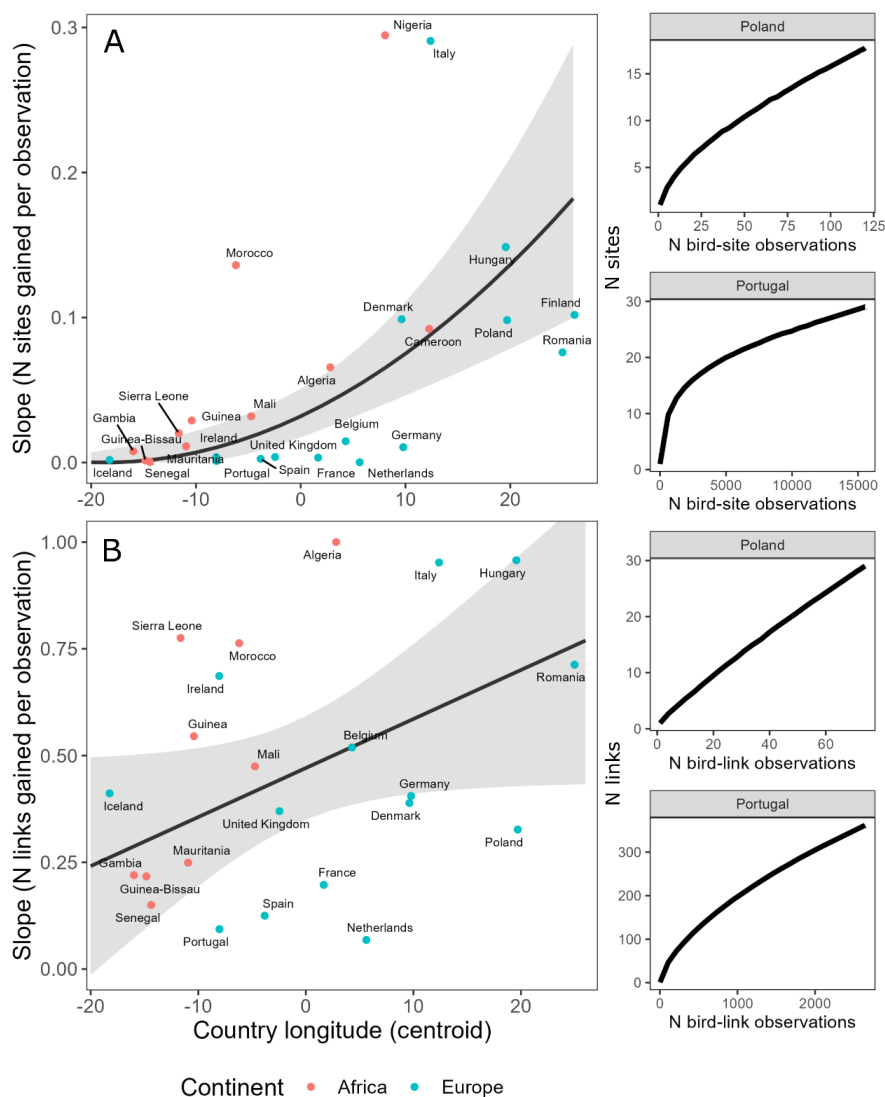 A
Slope (N sites gained per observation)
0.3
0.2
0.1
0.0
Nigeria
Italy
Morocco
Hungary
Denmark
Finland
Cameroon
Poland
Romania
Algeria
Sierra Leone
Mali
Gambia
Guinea
Guinea-Bissau
Ireland
Belgium
United Kingdom
Germany
Mauritania
Iceland
Senegal
Portugal
Spain
France
Netherlands
-20
-10
0
10
20
B
Slope (N links gained per observation)
1.00
0.75
0.50
0.25
0.00
Algeria
Italy
Hungary
Sierra Leone
Morocco
Ireland
Romania
Guinea
Belgium
Mali
Iceland
Germany
United Kingdom
Denmark
Poland
Mauritania
Gambia
Guinea-Bissau
France
Senegal
Spain
Portugal
Netherlands
-20
-10
0
10
20
Country longitude (centroid)
Continent
Africa
Europe
N sites
Poland
15
10
5
0
25
50
75
100
125
N bird-site observations
Portugal
30
20
10
0
0
5000
10000
15000
N bird-site observations
N links
Poland
30
20
10
0
0
20
40
60
N bird-link observations
Portugal
300
200
100
0
0
1000
2000
N bird-link observations